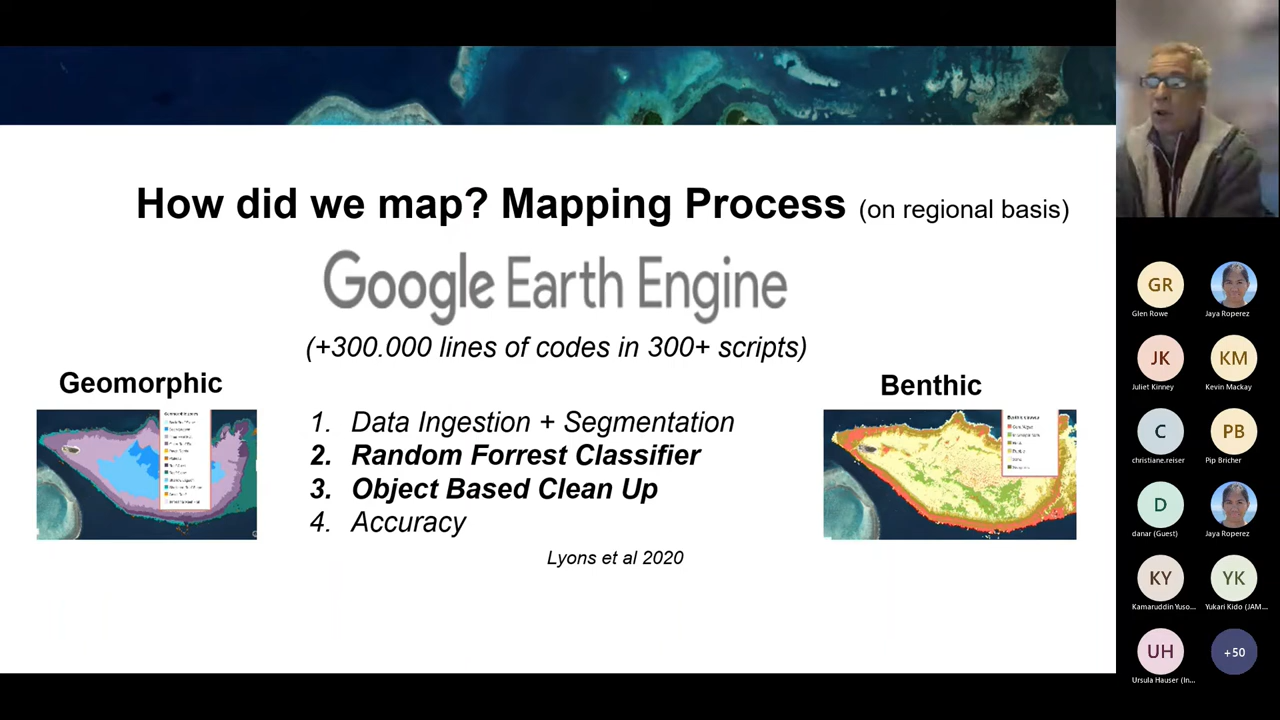 How did we map? Mapping Process (on regional basis)
Google Earth Engine
(+300.000 lines of codes in 300+ scripts)
Geomorphic
Benthic
1. Data Ingestion + Segmentation
2. Random Forrest Classifier
3. Object Based Clean Up
4. Accuracy
Lyons et al 2020
GR
Glen Rowe
Jaya Roperez
JK
Juliet Kinney
KM
Kevin Mackay
C
christiane.reiser
PB
Pip Bricher
D
danar (Guest)
Jaya Roperez
KY
Kamaruddin Yuso...
YK
Yukari Kido (JAM...
UH
Ursula Hauser (In...
+50